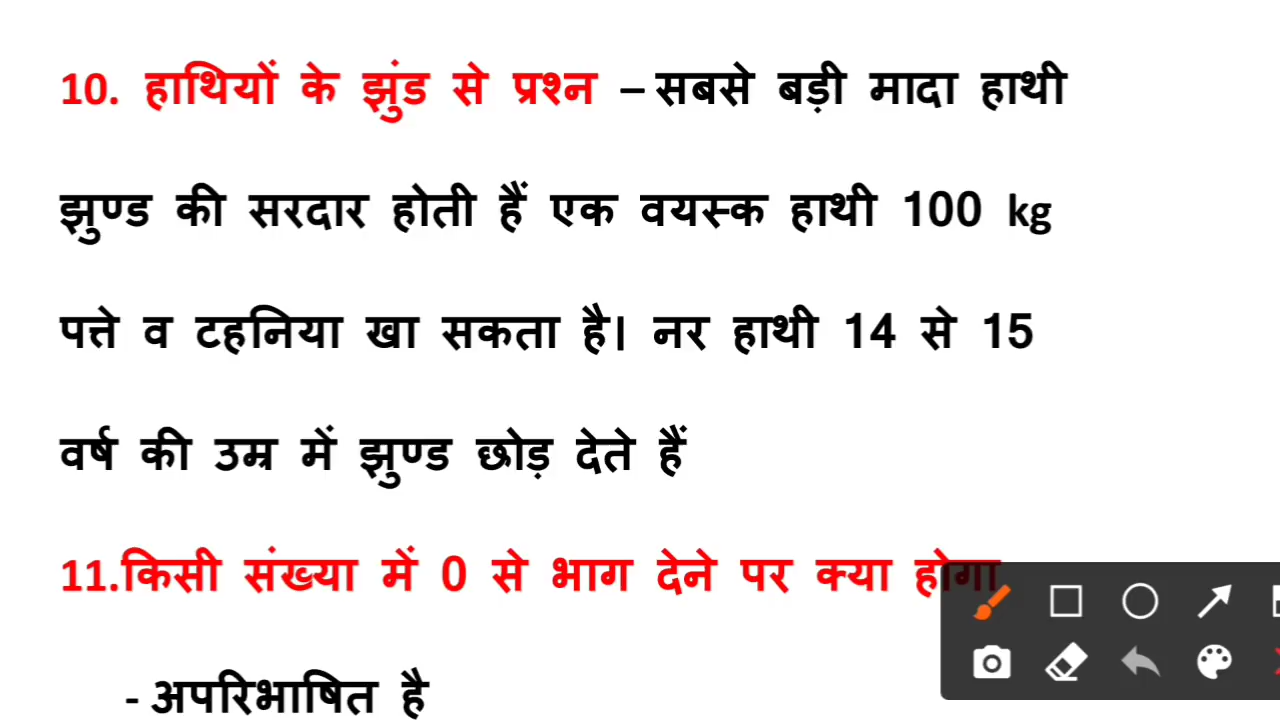 10. हाथियों के झुंड से प्रश्न – सबसे बड़ी मादा हाथी
झुण्ड की सरदार होती हैं एक वयस्क हाथी 100 kg
पत्ते व टहनिया खा सकता है। नर हाथी 14 से 15
वर्ष की उम्र में झुण्ड छोड़ देते हैं
11.किसी संख्या में 0 से भाग देने पर क्या होगा
- अपरिभाषित है